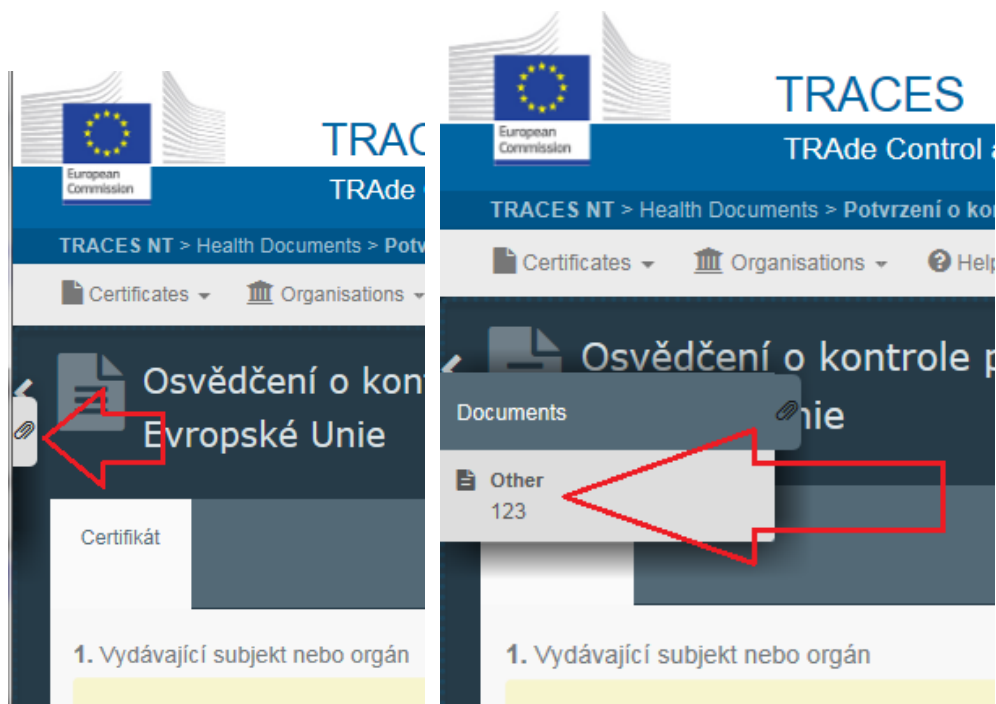 European
Commission
TRAC
TRAde
TRACES NT > Health Documents > Potv
Certificates
Organisations
Osvědčení o kon
Evropské Unie
Certifikát
1. Vydávající subjekt nebo orgán
European
Commission
TRACES
TRAde Control a
TRACES NT > Health Documents > Potvrzení o kon
Certificates
Organisations
Help
Osvědčení o kontrole p
nie
Documents
Other
123
1. Vydávající subjekt nebo orgán